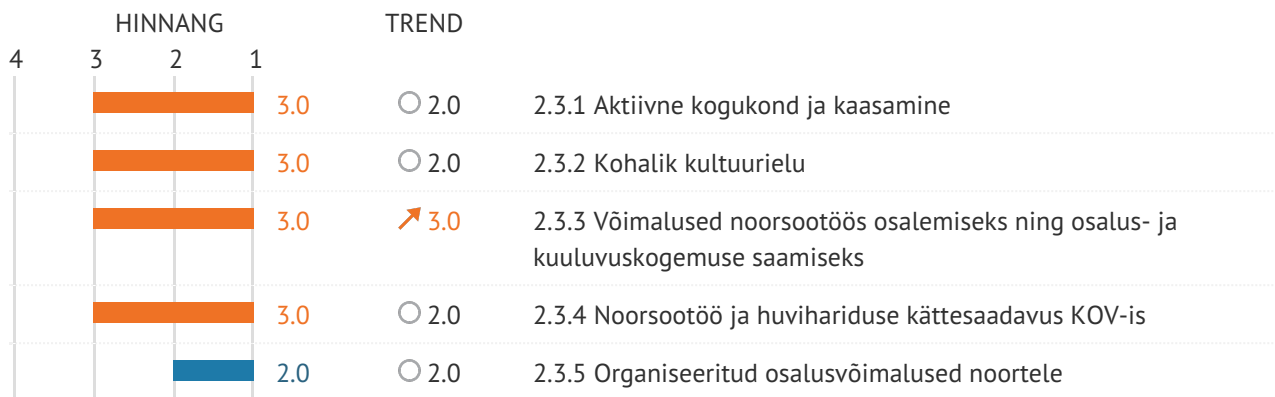 HINNANG TREND
4 3 2 1
3.0 2.0 2.3.1 Aktiivne kogukond ja kaasamine
3.0 2.0 2.3.2 Kohalik kultuurielu
3.0 3.0 2.3.3 Võimalused noorsootöös osalemiseks ning osalus- ja
kuuluvuskogemuse saamiseks
3.0 2.0 2.3.4 Noorsootöö ja huvihariduse kättesaadavus KOV-is
2.0 2.0 2.3.5 Organiseeritud osalusvõimalused noortele